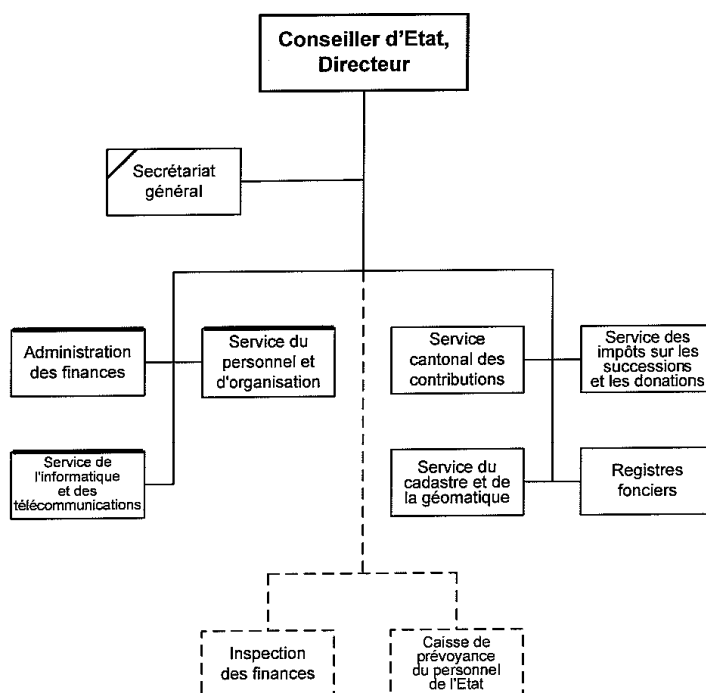 Conseiller d'Etat,
Directeur
Secrétariat
général
Administration
des finances
Service du
personnel et
d'organisation
Service
cantonal des
contributions
Service des
impôts sur les
successions
et les donations
Service de
l'informatique
et des
télécommunications
Service du
cadastre et de
la géomatique
Registres
fonciers
Inspection
des finances
Caisse de
prévoyance
du personnel
de l'Etat